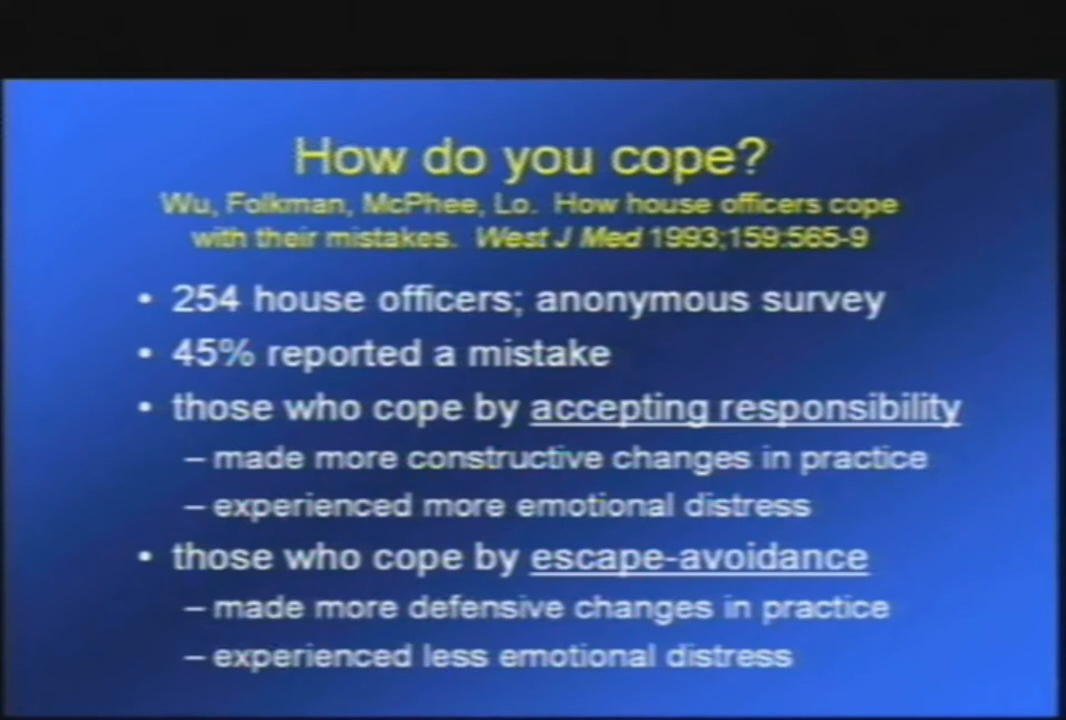 How do you cope?
Wu, Folkman, McPhee, Lo. How house officers cope
with their mistakes. West J Med 1993;159:565-9
• 254 house officers; anonymous survey
• 45% reported a mistake
• those who cope by accepting responsibility
– made more constructive changes in practice
– experienced more emotional distress
• those who cope by escape-avoidance
– made more defensive changes in practice
– experienced less emotional distress